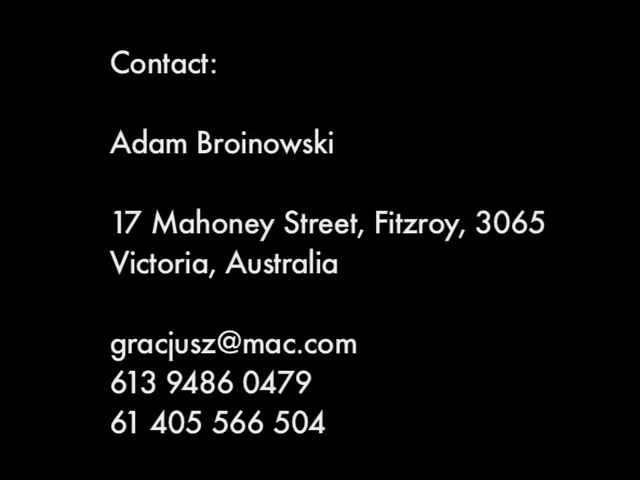 Contact:
Adam Broinowski
17 Mahoney Street, Fitzroy, 3065
Victoria, Australia
gracjusz@mac.com
613 9486 0479
61 405 566 504